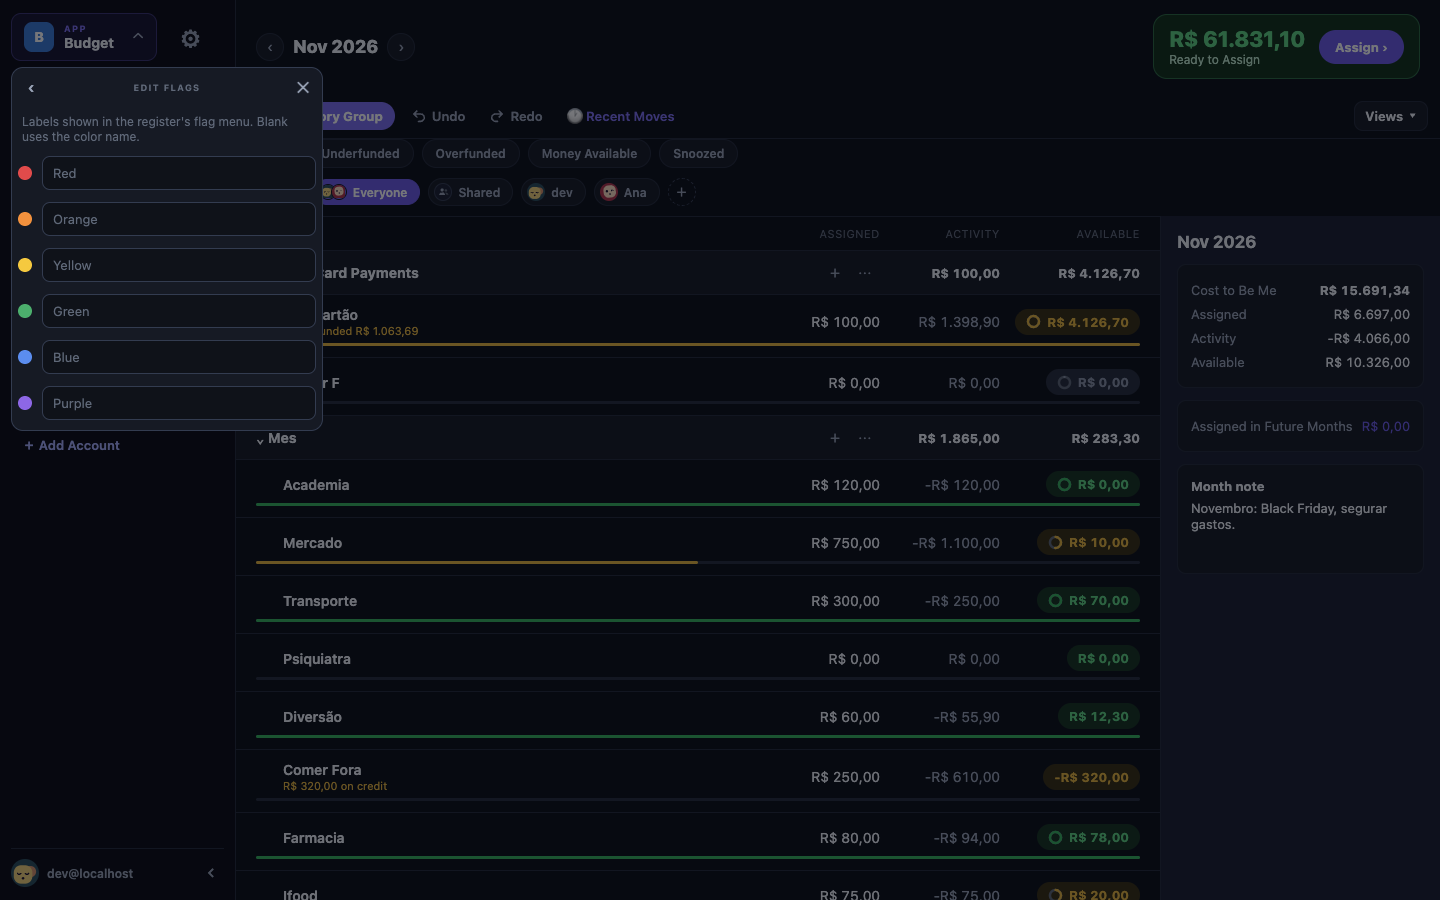 B
APP
Budget
‹
Nov 2026
›
R$ 61.831,10
Ready to Assign
Assign ›
‹
EDIT FLAGS
Labels shown in the register's flag menu. Blank
uses the color name.
Red
Orange
Yellow
Green
Blue
Purple
+ Add Account
ory Group
Undo
Redo
Recent Moves
Views
Underfunded
Overfunded
Money Available
Snoozed
Everyone
Shared
dev
Ana
+
ASSIGNED
ACTIVITY
AVAILABLE
ard Payments
+
...
R$ 100,00
R$ 4.126,70
artão
unded R$ 1.063,69
R$ 100,00
R$ 1.398,90
R$ 4.126,70
r F
R$ 0,00
R$ 0,00
R$ 0,00
Mes
+
...
R$ 1.865,00
R$ 283,30
Academia
R$ 120,00
-R$ 120,00
R$ 0,00
Mercado
R$ 750,00
-R$ 1.100,00
R$ 10,00
Transporte
R$ 300,00
-R$ 250,00
R$ 70,00
Psiquiatra
R$ 0,00
R$ 0,00
R$ 0,00
Diversão
R$ 60,00
-R$ 55,90
R$ 12,30
Comer Fora
R$ 320,00 on credit
R$ 250,00
-R$ 610,00
-R$ 320,00
Farmacia
R$ 80,00
-R$ 94,00
R$ 78,00
Ifood
R$ 75,00
-R$ 75,00
R$ 20,00
Nov 2026
Cost to Be Me
R$ 15.691,34
Assigned
R$ 6.697,00
Activity
-R$ 4.066,00
Available
R$ 10.326,00
Assigned in Future Months
R$ 0,00
Month note
Novembro: Black Friday, segurar
gastos.
dev@localhost